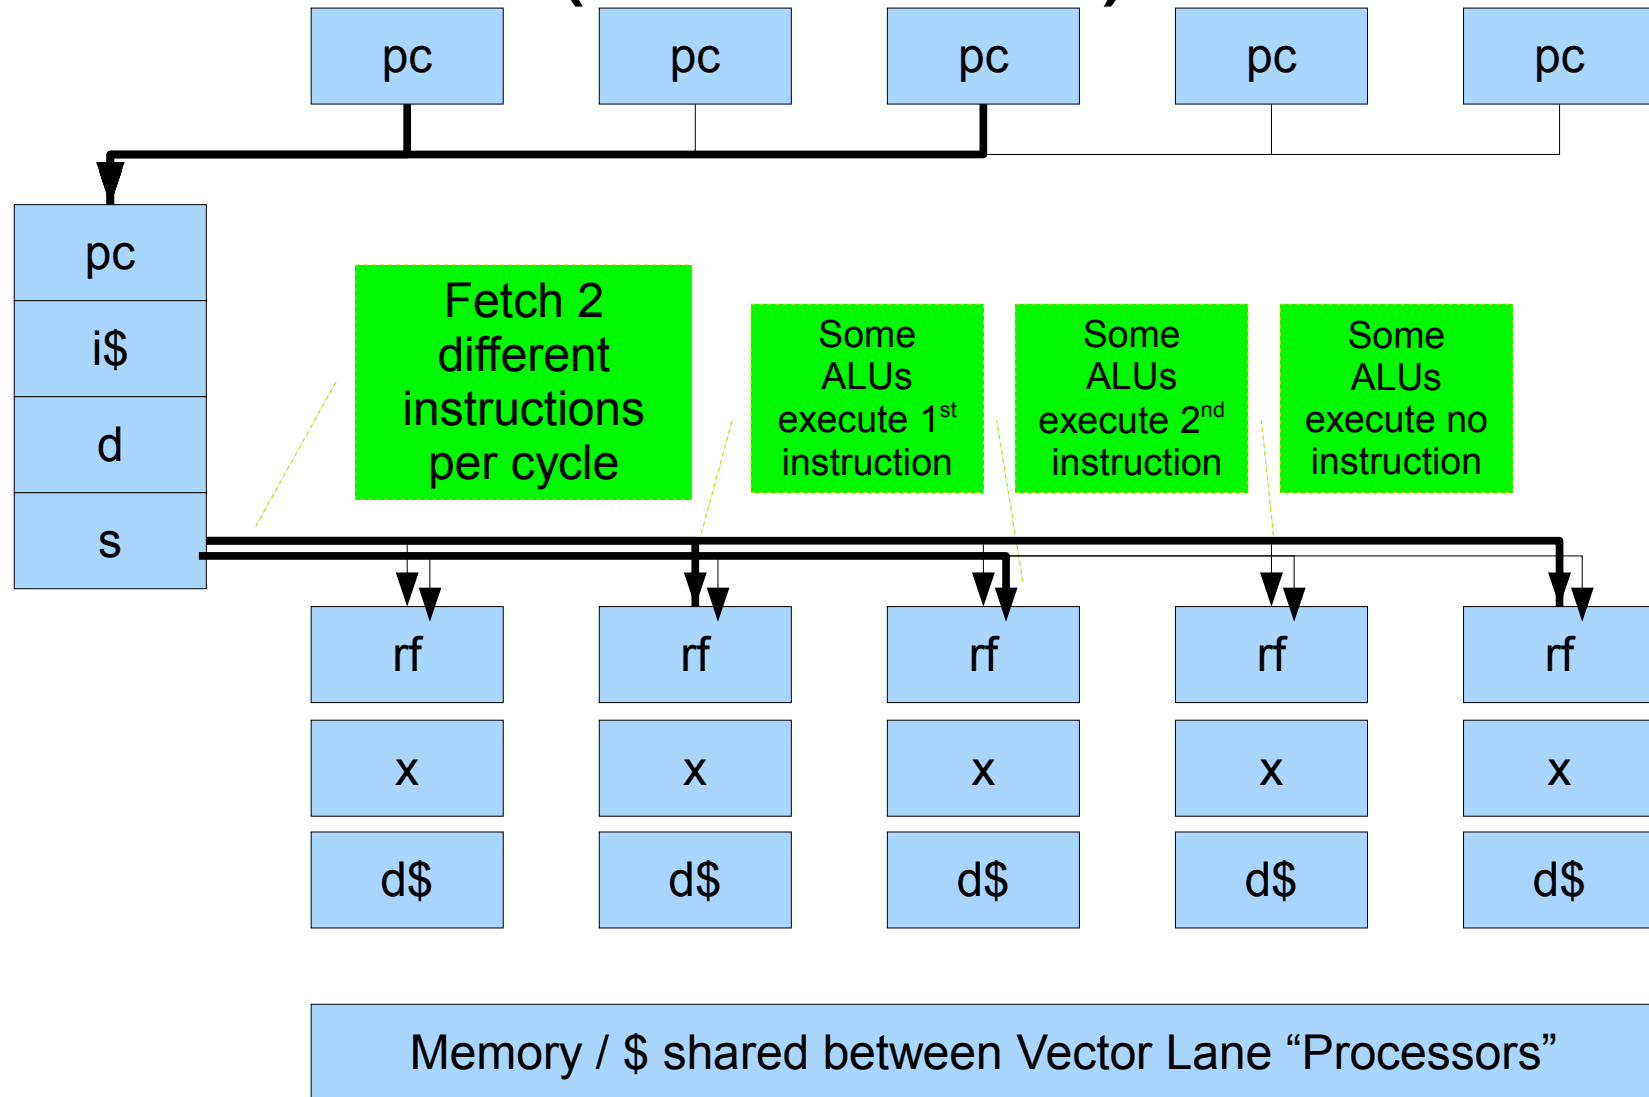 pc pc pc pc pc
pc
i$
d
s
Fetch 2
different
instructions
per cycle
Some
ALUs
execute 1st
instruction
Some
ALUs
execute 2nd
instruction
Some
ALUs
execute no
instruction
rf rf rf rf rf
x x x x x
d$ d$ d$ d$ d$
Memory / $ shared between Vector Lane “Processors”